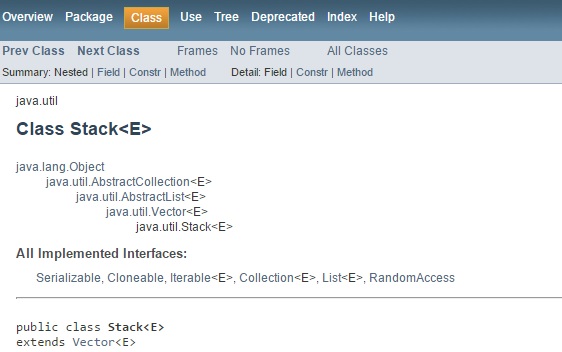 Overview Package Class Use Tree Deprecated Index Help
Prev Class Next Class Frames No Frames All Classes
Summary: Nested | Field | Constr | Method Detail: Field | Constr | Method
java.util
Class Stack<E>
java.lang.Object
java.util.AbstractCollection<E>
java.util.AbstractList<E>
java.util.Vector<E>
java.util.Stack<E>
All Implemented Interfaces:
Serializable, Cloneable, Iterable<E>, Collection<E>, List<E>, RandomAccess
public class Stack<E>
extends Vector<E>